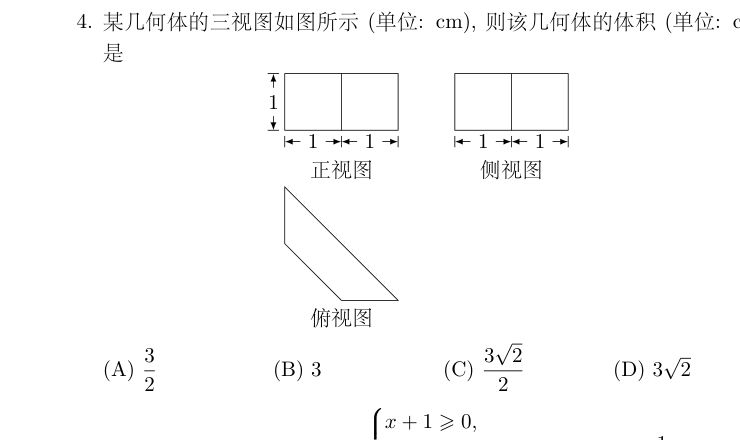 4. 某几何体的三视图如图所示 (单位: cm), 则该几何体的体积 (单位: c
是
1
1 1 1 1
正视图 侧视图
俯视图
(A) 3/2 (B) 3 (C) 3√2/2 (D) 3√2
x + 1 ⩾ 0,